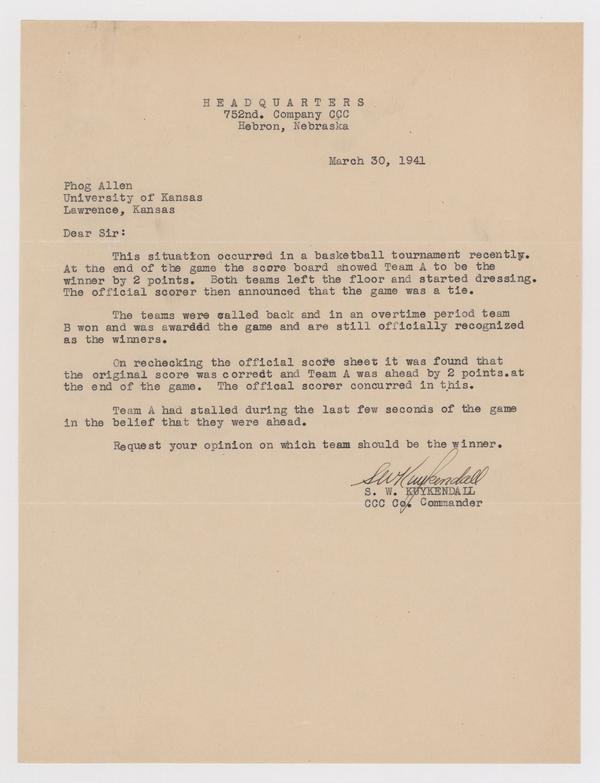 H E A D Q U A R T E R S
752nd. Company CCC
Hebron, Nebraska
March 30, 1941
Phog Allen
University of Kansas
Lawrence, Kansas
Dear Sir:
This situation occurred in a basketball tournament recently.
At the end of the game the score board showed Team A to be the
winner by 2 points. Both teams left the floor and started dressing.
The official scorer then announced that the game was a tie.
The teams were called back and in an overtime period team
B won and was awarddd the game and are still officially recognized
as the winners.
On rechecking the official score sheet it was found that
the original score was corredt and Team A was ahead by 2 points.at
the end of the game. The offical scorer concurred in this.
Team A had stalled during the last few seconds of the game
in the belief that they were ahead.
Request your opinion on which team should be the winner.
SW Kuykendall
S. W. KUYKENDALL
CCC Co. Commander